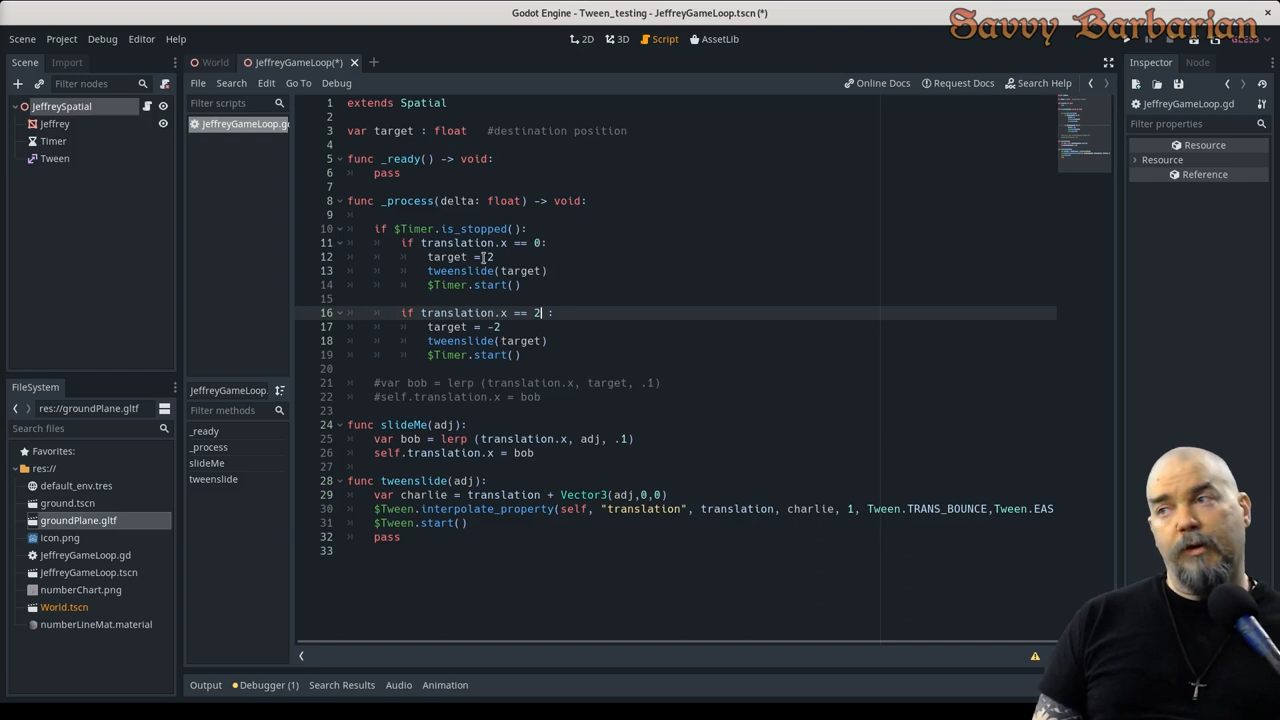 Godot Engine - Tween_testing - JeffreyGameLoop.tscn (*)
Savvy Barbarian
Scene Project Debug Editor Help
2D 3D Script AssetLib
GLES3
Scene Import
Filter nodes
JeffreySpatial
Jeffrey
Timer
Tween
World JeffreyGameLoop(*)
File Search Edit Go To Debug
Online Docs Request Docs Search Help
Filter scripts
JeffreyGameLoop.gd
JeffreyGameLoop.
Filter methods
_ready
_process
slideMe
tweenslide
1 extends Spatial
2
3 var target : float #destination position
4
5 func _ready() -> void:
6 pass
7
8 func _process(delta: float) -> void:
9
10 if $Timer.is_stopped():
11 if translation.x == 0:
12 target = 2
13 tweenslide(target)
14 $Timer.start()
15
16 if translation.x == 2 :
17 target = -2
18 tweenslide(target)
19 $Timer.start()
20
21 #var bob = lerp (translation.x, target, .1)
22 #self.translation.x = bob
23
24 func slideMe(adj):
25 var bob = lerp (translation.x, adj, .1)
26 self.translation.x = bob
27
28 func tweenslide(adj):
29 var charlie = translation + Vector3(adj,0,0)
30 $Tween.interpolate_property(self, "translation", translation, charlie, 1, Tween.TRANS_BOUNCE,Tween.EAS
31 $Tween.start()
32 pass
33
FileSystem
res://groundPlane.gltf
Search files
Favorites:
res://
default_env.tres
ground.tscn
groundPlane.gltf
icon.png
JeffreyGameLoop.gd
JeffreyGameLoop.tscn
numberChart.png
World.tscn
numberLineMat.material
Output Debugger (1) Search Results Audio Animation
Inspector Node
JeffreyGameLoop.gd
Filter properties
Resource
Resource
Reference